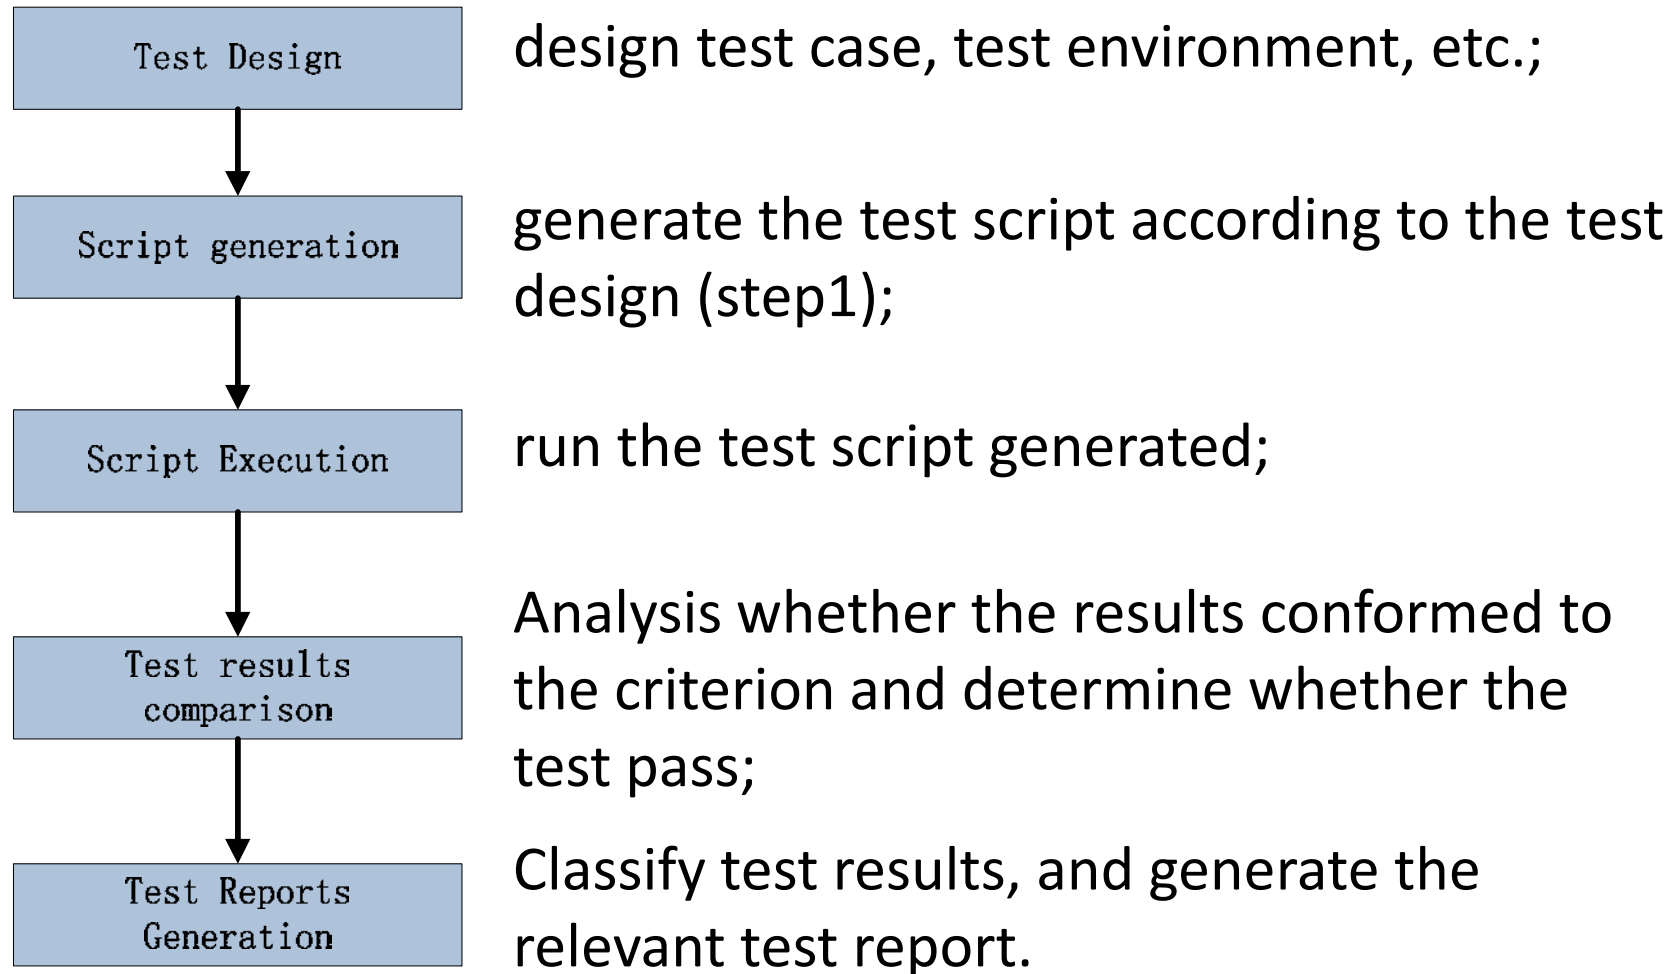 Test Design
design test case, test environment, etc.;
Script generation
generate the test script according to the test
design (step1);
Script Execution
run the test script generated;
Test results
comparison
Analysis whether the results conformed to
the criterion and determine whether the
test pass;
Test Reports
Generation
Classify test results, and generate the
relevant test report.